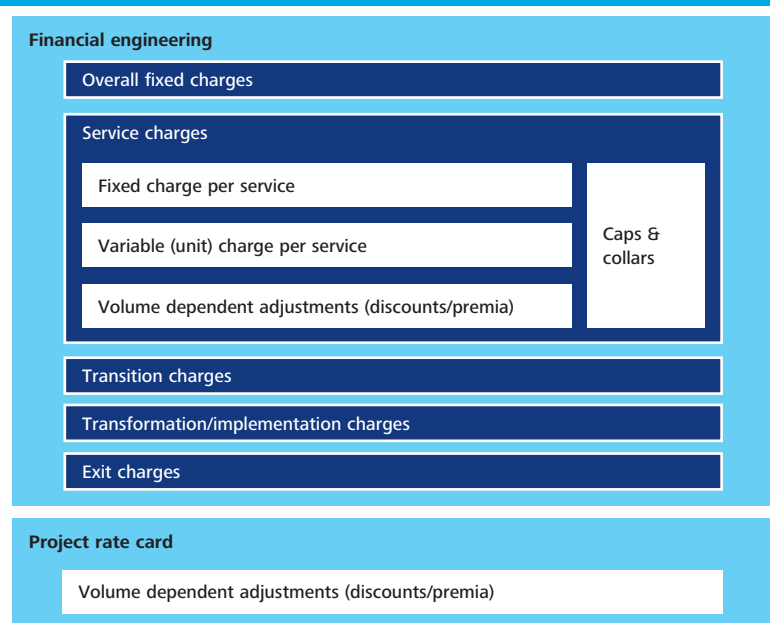 Financial engineering
Overall fixed charges
Service charges
Fixed charge per service
Variable (unit) charge per service
Volume dependent adjustments (discounts/premia)
Caps &
collars
Transition charges
Transformation/implementation charges
Exit charges
Project rate card
Volume dependent adjustments (discounts/premia)